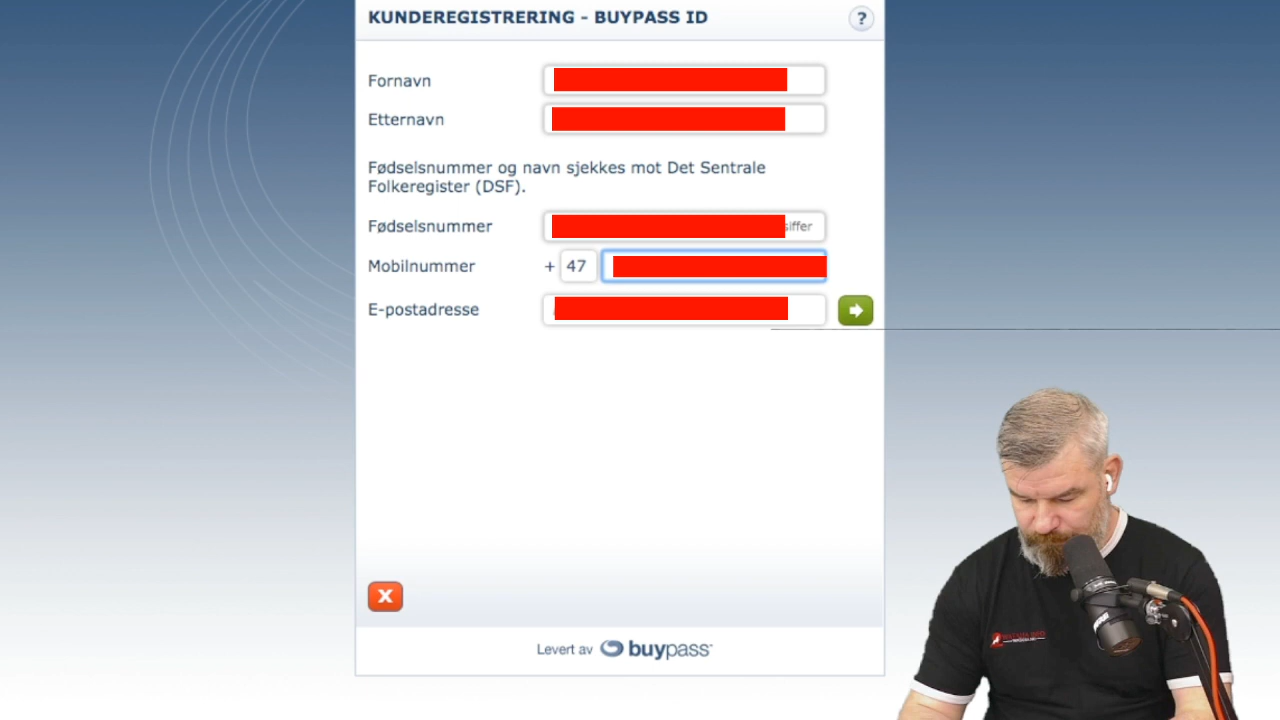 KUNDEREGISTRERING - BUYPASS ID
?
Fornavn
Etternavn
Fødselsnummer og navn sjekkes mot Det Sentrale
Folkeregister (DSF).
Fødselsnummer siffer
Mobilnummer + 47
E-postadresse
Levert av buypass